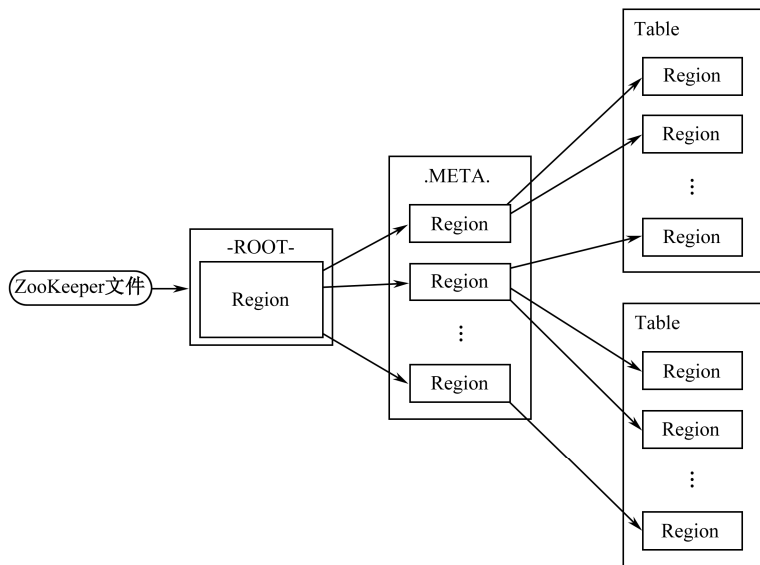 ZooKeeper文件
-ROOT-
Region
.META.
Region
Region
⋮
Region
Table
Region
Region
⋮
Region
Table
Region
Region
⋮
Region